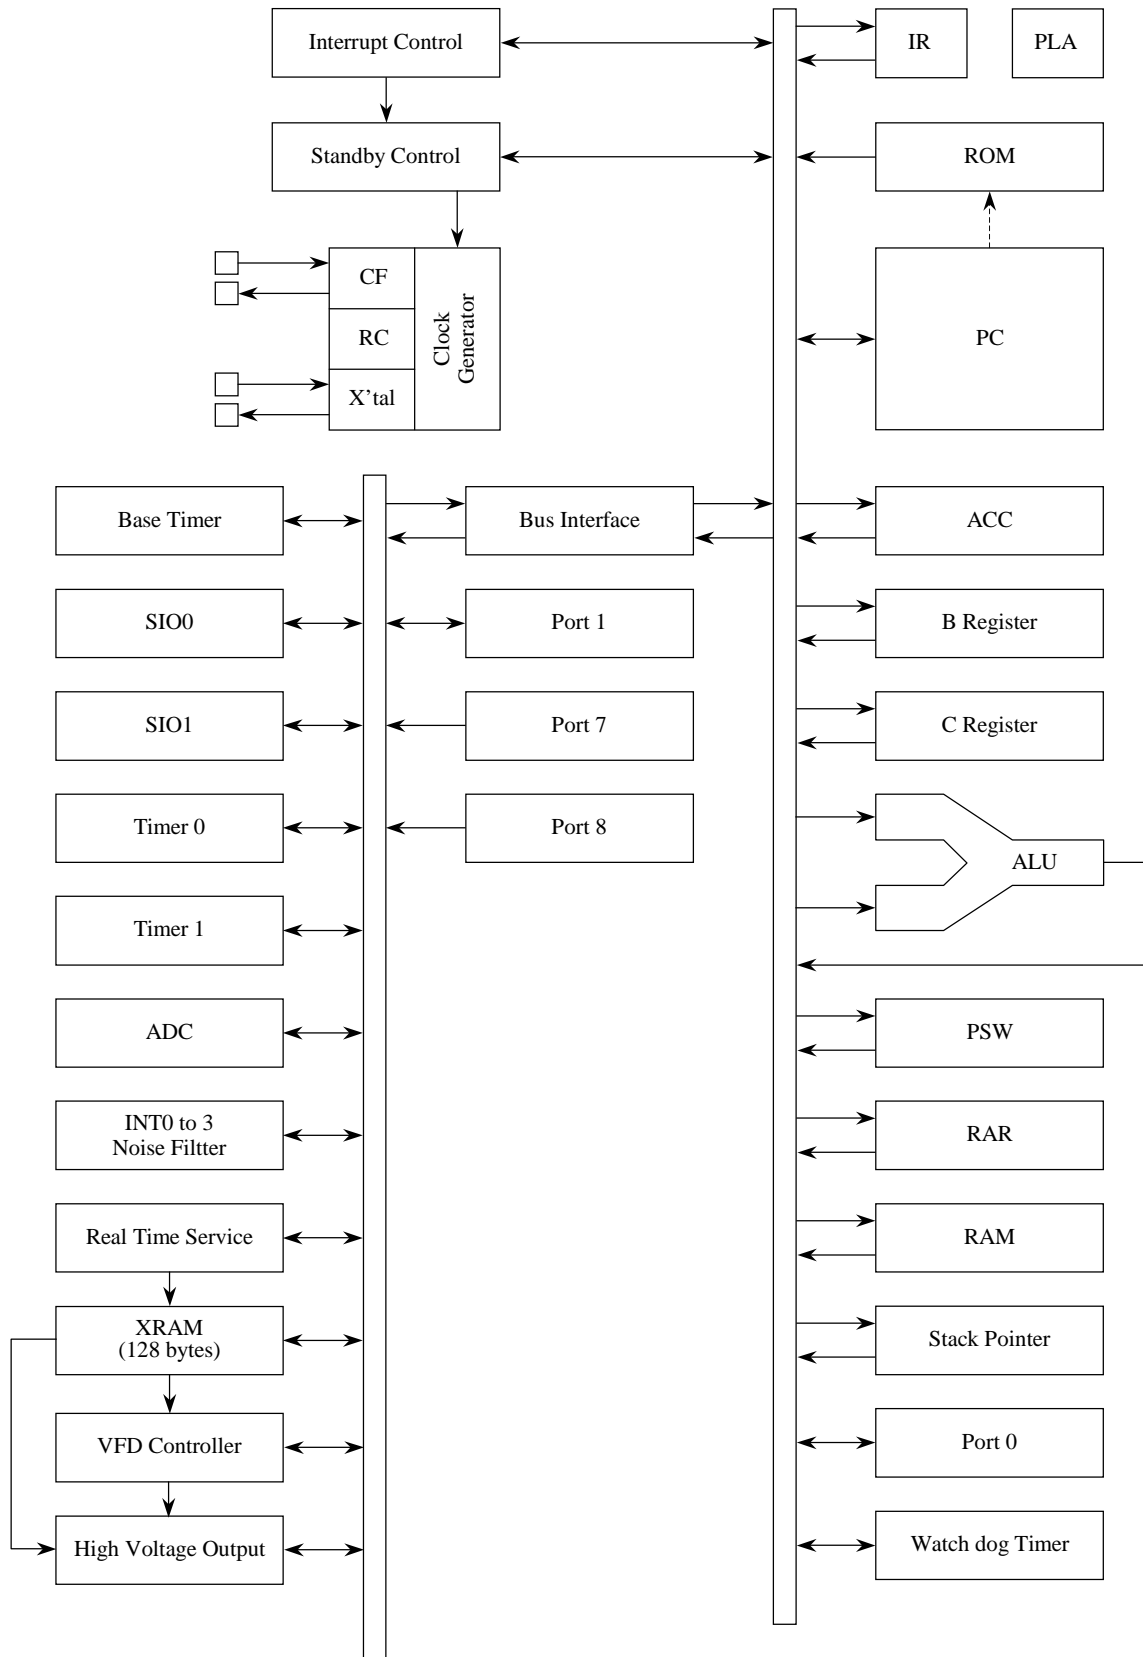 Interrupt Control
IR
PLA
Standby Control
ROM
CF
RC
X'tal
Clock
Generator
PC
Base Timer
Bus Interface
ACC
SIO0
Port 1
B Register
SIO1
Port 7
C Register
Timer 0
Port 8
ALU
Timer 1
ADC
PSW
INT0 to 3
Noise Filtter
RAR
Real Time Service
RAM
XRAM
(128 bytes)
Stack Pointer
VFD Controller
Port 0
High Voltage Output
Watch dog Timer